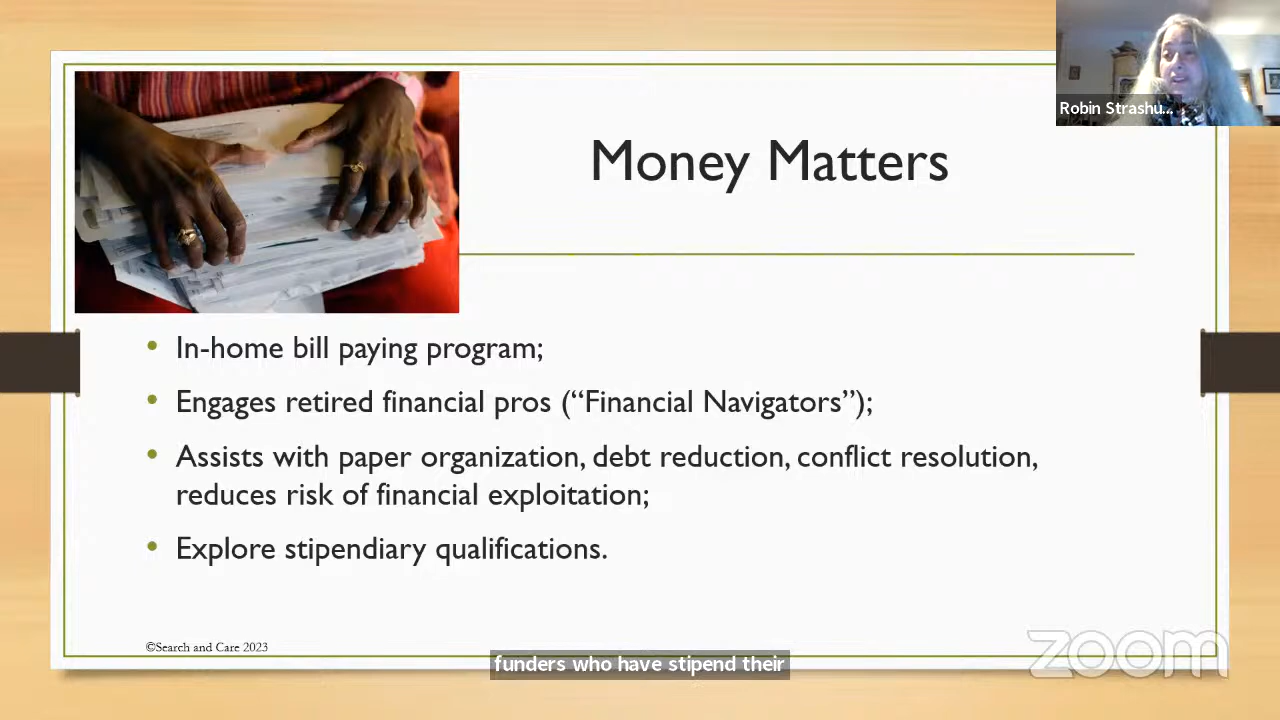 Robin Strashu...
Money Matters
In-home bill paying program;
Engages retired financial pros (“Financial Navigators”);
Assists with paper organization, debt reduction, conflict resolution,
reduces risk of financial exploitation;
Explore stipendiary qualifications.
©Search and Care 2023
funders who have stipend their
zoom